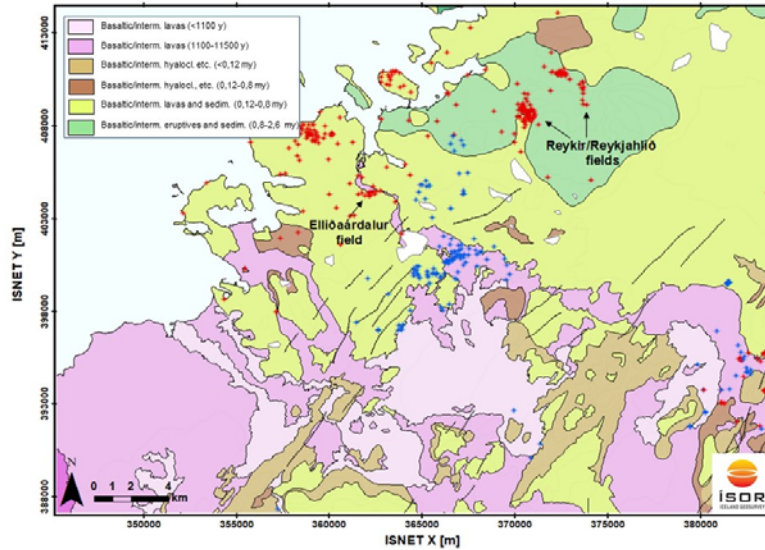 Basaltic/interm. lavas (<1100 y)
Basaltic/interm. lavas (1100-11500 y)
Basaltic/interm. hyalocl. etc. (<0,12 my)
Basaltic/interm. hyalocl., etc. (0,12-0,8 my)
Basaltic/interm. lavas and sedim. (0,12-0,8 my)
Basaltic/interm. eruptives and sedim. (0,8-2,6 my)
413000
408000
403000
398000
393000
388000
ISNET Y [m]
Reykir/Reykjahlíð
fields
Elliðaárdalur
field
N
0 1 2 4
km
ÍSOR
ICELAND GEOSURVEY
350000 355000 360000 365000 370000 375000 380000
ISNET X [m]